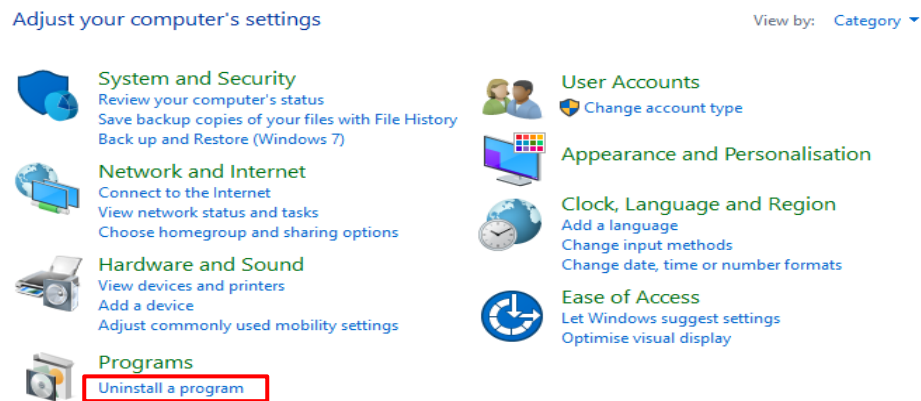 Adjust your computer's settings
View by: Category
System and Security
Review your computer's status
Save backup copies of your files with File History
Back up and Restore (Windows 7)
Network and Internet
Connect to the Internet
View network status and tasks
Choose homegroup and sharing options
Hardware and Sound
View devices and printers
Add a device
Adjust commonly used mobility settings
Programs
Uninstall a program
User Accounts
Change account type
Appearance and Personalisation
Clock, Language and Region
Add a language
Change input methods
Change date, time or number formats
Ease of Access
Let Windows suggest settings
Optimise visual display